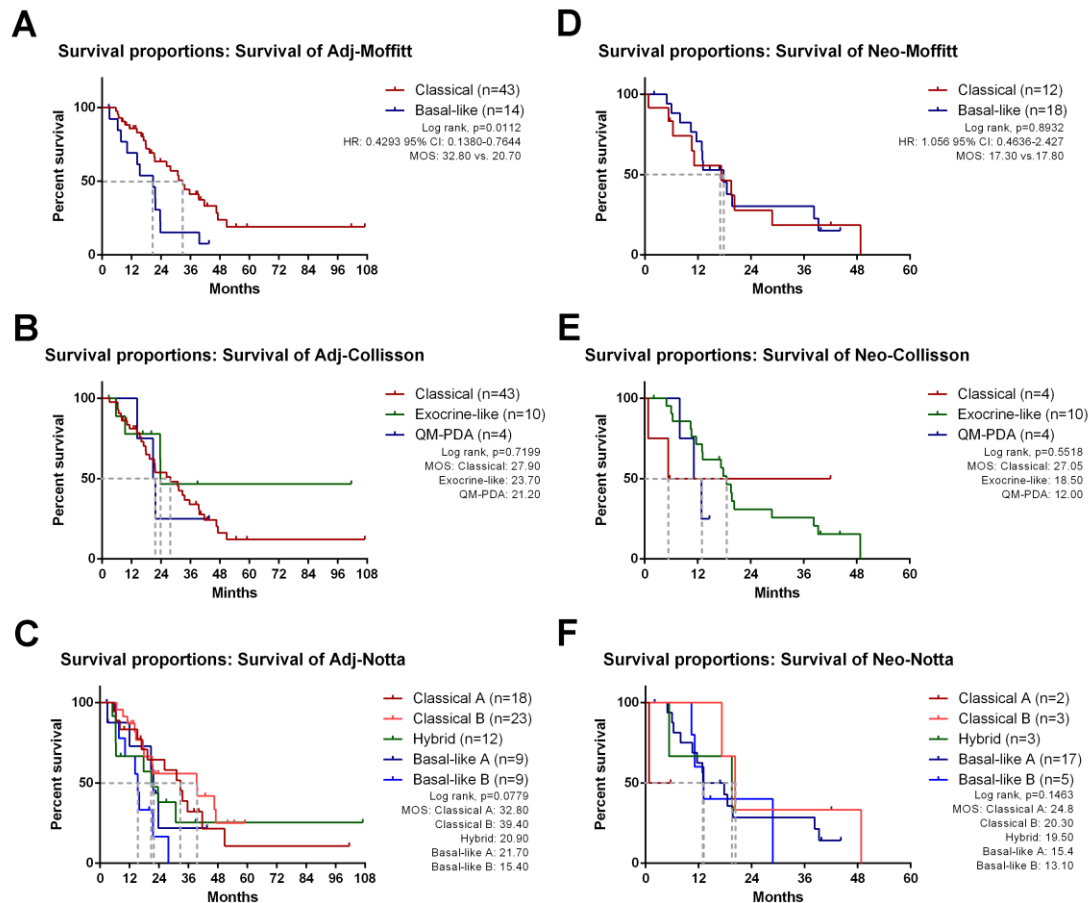 A
Survival proportions: Survival of Adj-Moffitt
Percent survival
100
50
0
0 12 24 36 48 60 72 84 96 108
Months
Classical (n=43)
Basal-like (n=14)
Log rank, p=0.0112
HR: 0.4293 95% CI: 0.1380-0.7644
MOS: 32.80 vs. 20.70
D
Survival proportions: Survival of Neo-Moffitt
Percent survival
100
50
0
0 12 24 36 48 60
Months
Classical (n=12)
Basal-like (n=18)
Log rank, p=0.8932
HR: 1.056 95% CI: 0.4636-2.427
MOS: 17.30 vs.17.80
B
Survival proportions: Survival of Adj-Collisson
Percent survival
100
50
0
0 12 24 36 48 60 72 84 96 108
Minths
Classical (n=43)
Exocrine-like (n=10)
QM-PDA (n=4)
Log rank, p=0.7199
MOS: Classical: 27.90
Exocrine-like: 23.70
QM-PDA: 21.20
E
Survival proportions: Survival of Neo-Collisson
Percent survival
100
50
0
0 12 24 36 48 60
Minths
Classical (n=4)
Exocrine-like (n=10)
QM-PDA (n=4)
Log rank, p=0.5518
MOS: Classical: 27.05
Exocrine-like: 18.50
QM-PDA: 12.00
C
Survival proportions: Survival of Adj-Notta
Percent survival
100
50
0
0 12 24 36 48 60 72 84 96 108
Months
Classical A (n=18)
Classical B (n=23)
Hybrid (n=12)
Basal-like A (n=9)
Basal-like B (n=9)
Log rank, p=0.0779
MOS: Classical A: 32.80
Classical B: 39.40
Hybrid: 20.90
Basal-like A: 21.70
Basal-like B: 15.40
F
Survival proportions: Survival of Neo-Notta
Percent survival
100
50
0
0 12 24 36 48 60
Months
Classical A (n=2)
Classical B (n=3)
Hybrid (n=3)
Basal-like A (n=17)
Basal-like B (n=5)
Log rank, p=0.1463
MOS: Classical A: 24.8
Classical B: 20.30
Hybrid: 19.50
Basal-like A: 15.4
Basal-like B: 13.10